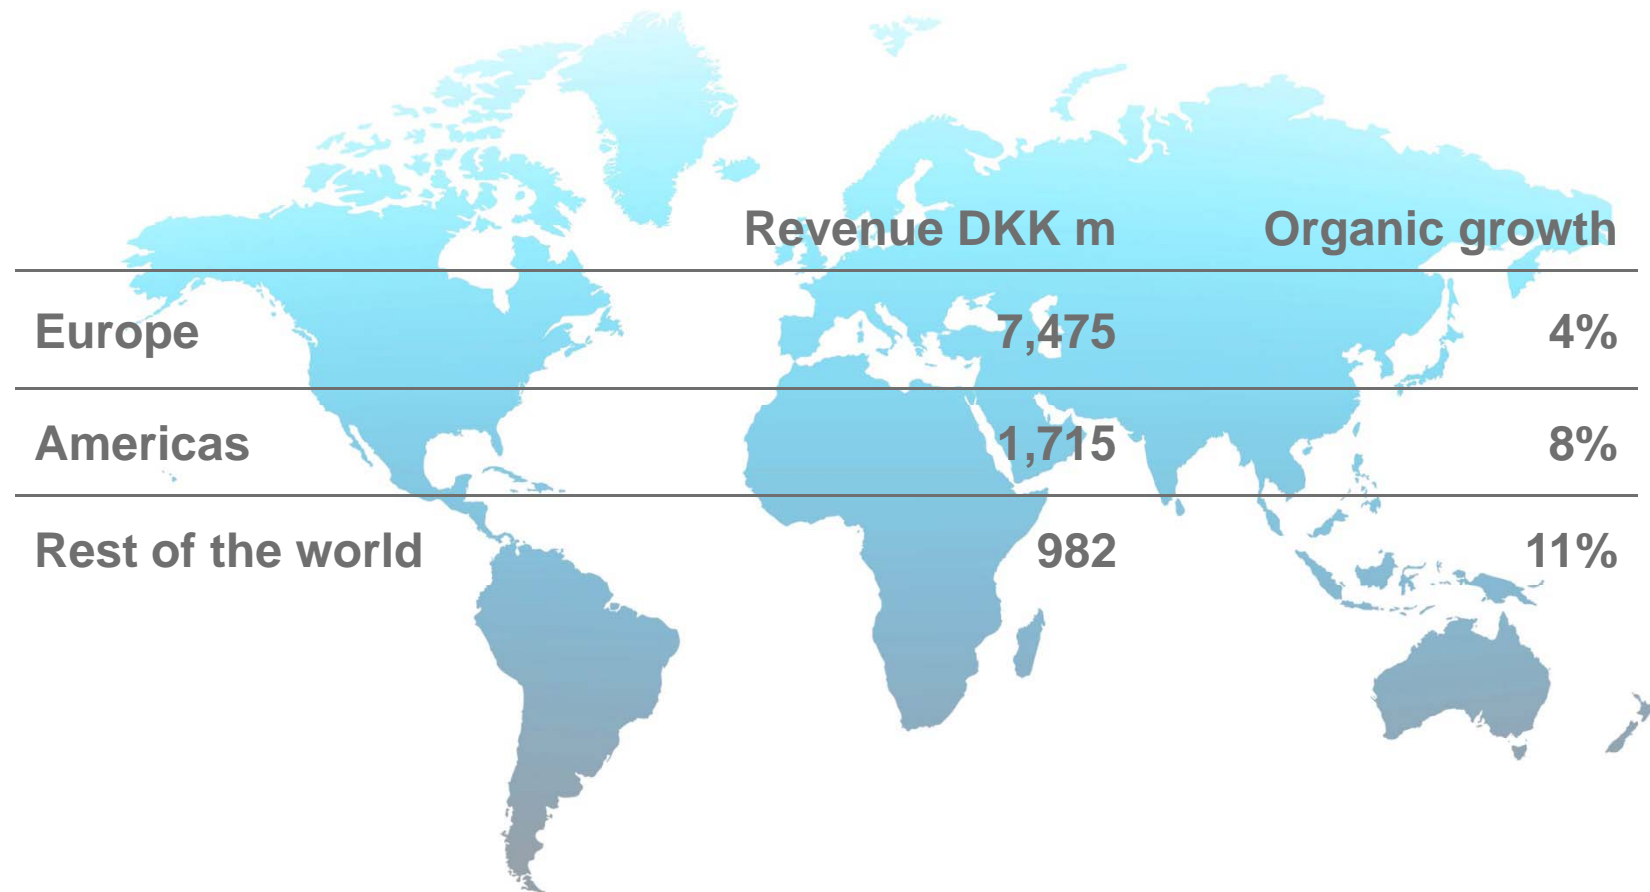 Revenue DKK m Organic growth
Europe 7,475 4%
Americas 1,715 8%
Rest of the world 982 11%